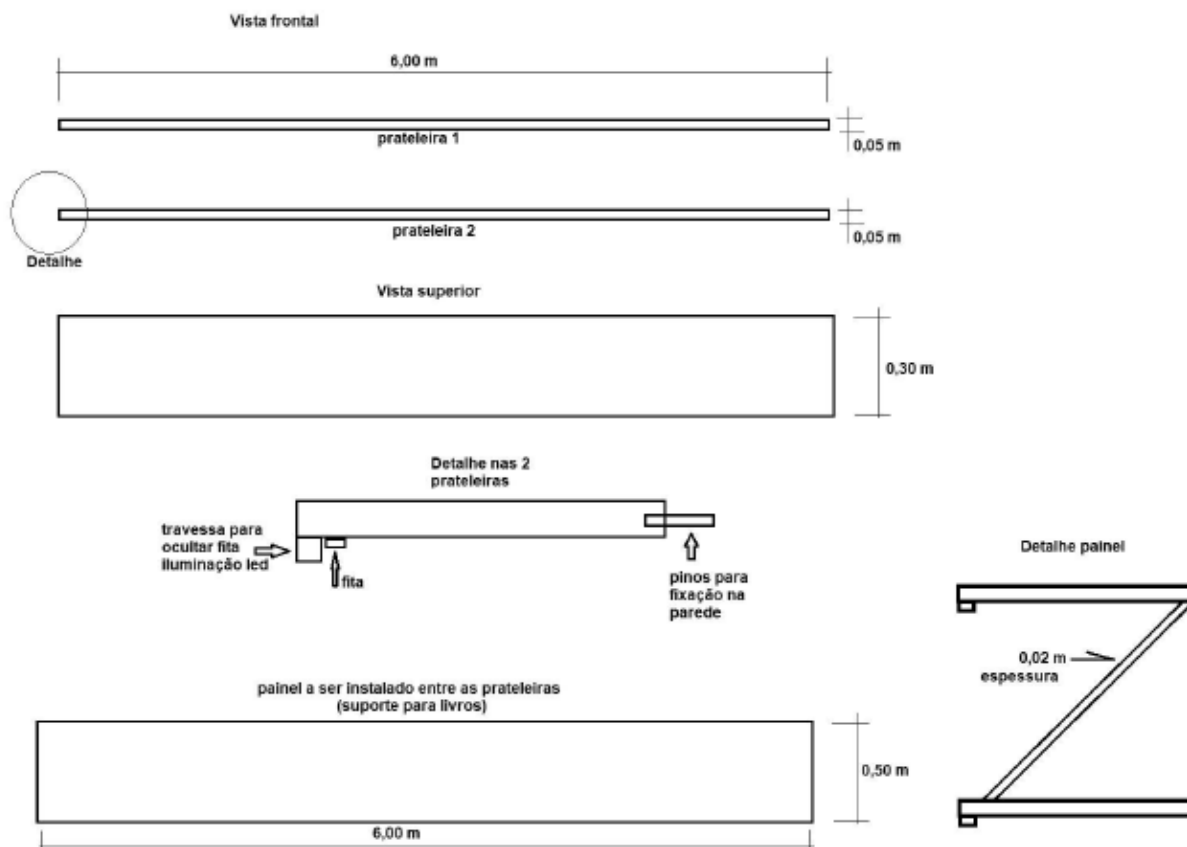 Vista frontal
6,00 m
prateleira 1
0,05 m
prateleira 2
0,05 m
Detalhe
Vista superior
0,30 m
Detalhe nas 2
prateleiras
travessa para
ocultar fita
iluminação led
fita
pinos para
fixação na
parede
Detalhe painel
0,02 m
espessura
painel a ser instalado entre as prateleiras
(suporte para livros)
0,50 m
6,00 m